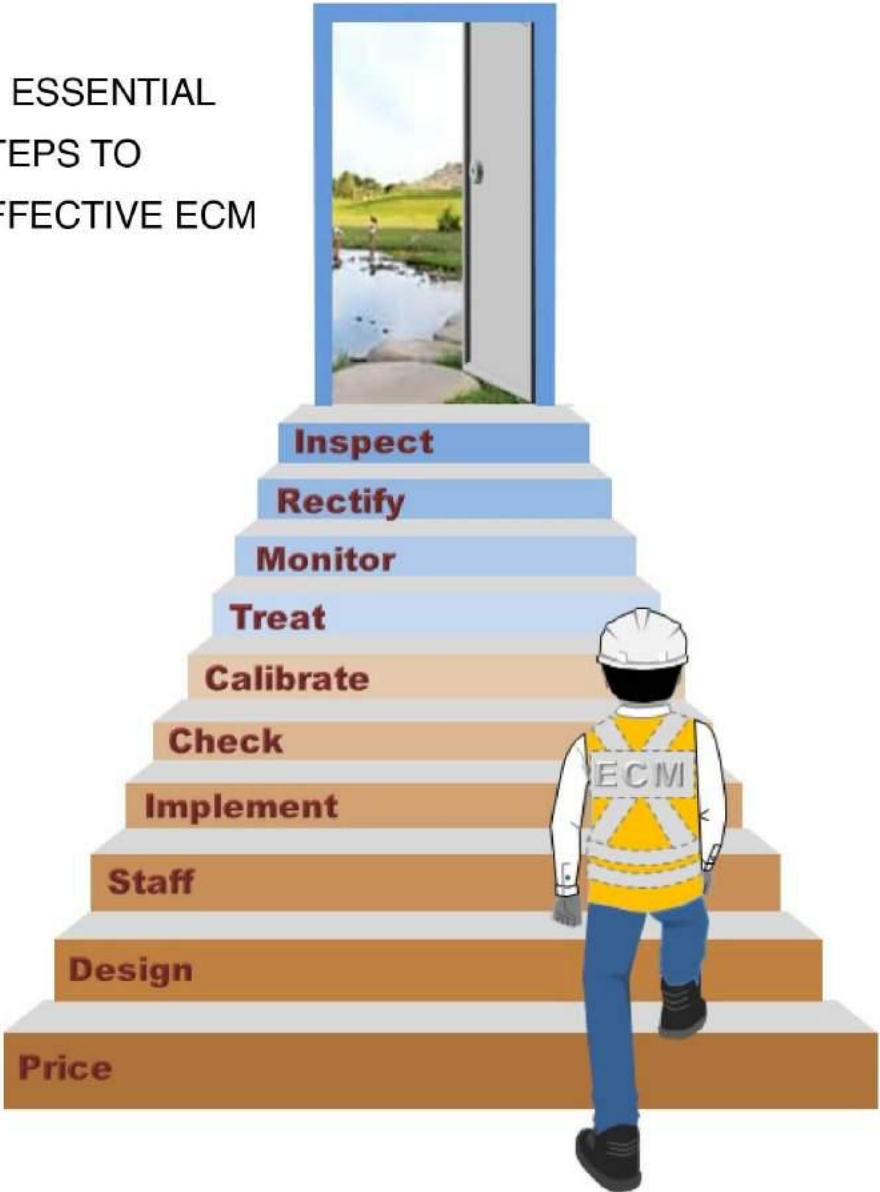 ESSENTIAL
TEPS TO
FFECTIVE ECM
Inspect
Rectify
Monitor
Treat
Calibrate
Check
Implement
Staff
Design
Price
ECM